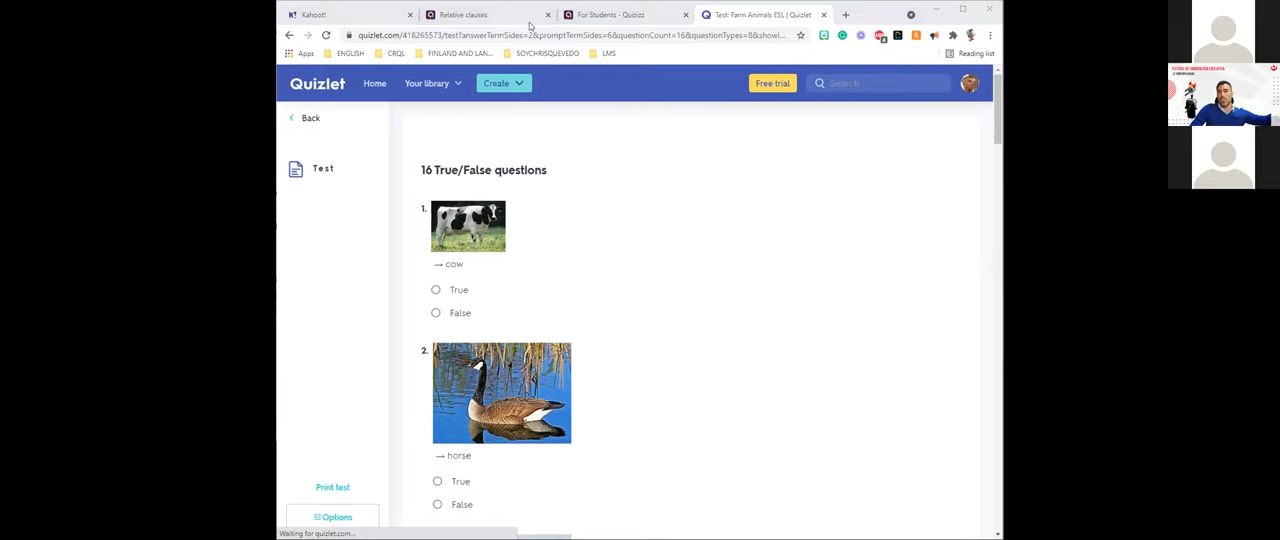 Kahoot!
Relative clauses
For Students - Quizizz
Test: Farm Animals ESL | Quizlet
quizlet.com/418265573/test?answerTermSides=2&promptTermSides=6&questionCount=16&questionTypes=8&showI...
Apps
ENGLISH
CRQL
FINLAND AND LAN...
SOYCHRISQUEVEDO
LMS
Reading list
Quizlet
Home
Your library
Create
Free trial
Search...
Back
Test
16 True/False questions
1.
→ cow
True
False
2.
→ horse
True
False
Print test
Options
Waiting for quizlet.com...